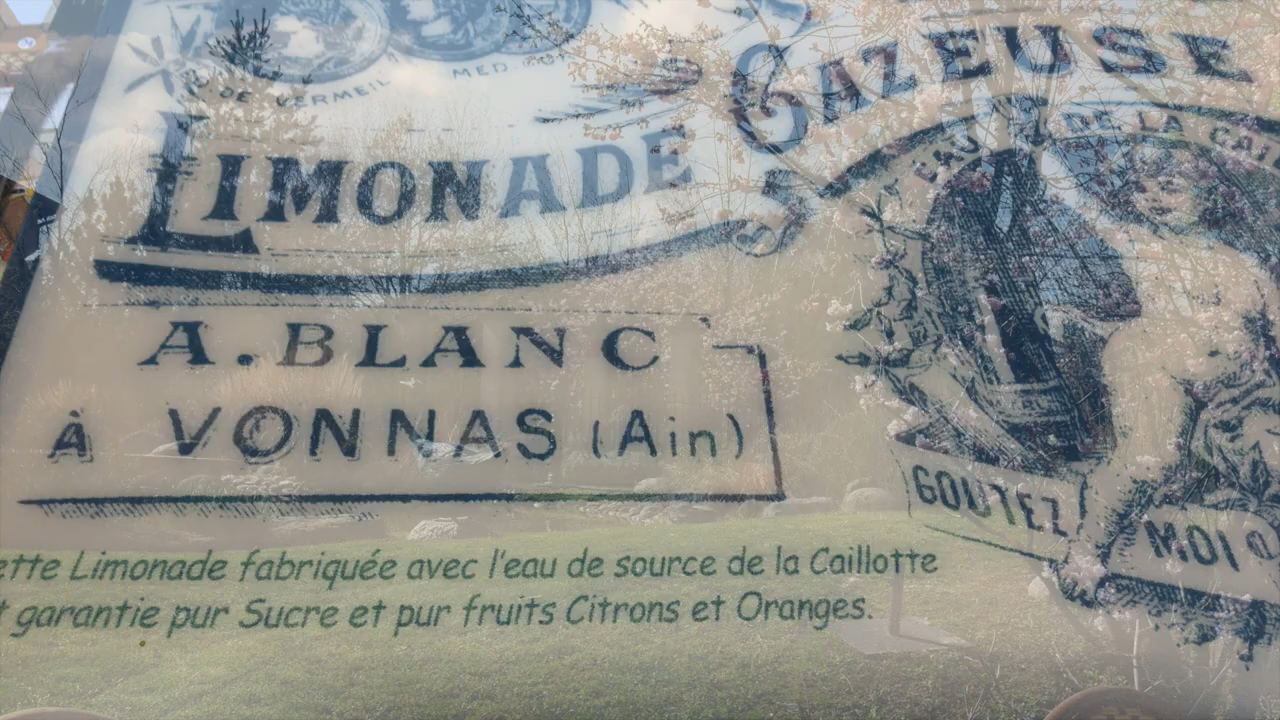 DE VERMEIL
MED
LIMONADE GAZEUSE
A. BLANC
À VONNAS (Ain)
L'EAU DE LA
GOUTEZ
MOI
ette Limonade fabriquée avec l'eau de source de la Caillotte
t garantie pur Sucre et pur fruits Citrons et Oranges.